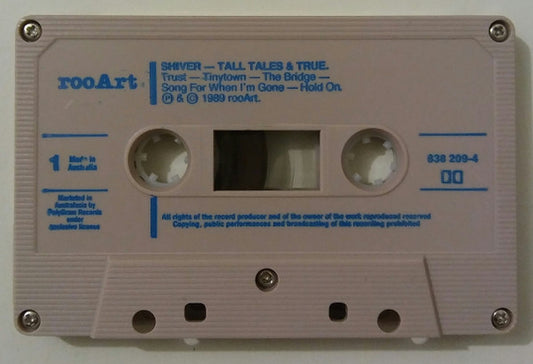 rooArt
SHIVER — TALL TALES & TRUE.
Trust — Tinytown — The Bridge —
Song For When I'm Gone — Hold On.
℗ & © 1989 rooArt.
1
Made in
Australia
838 209-4
Marketed in
Australasia by
PolyGram Records
under
exclusive licence
All rights of the record producer and of the owner of the work reproduced reserved
Copying, public performances and broadcasting of this recording prohibited